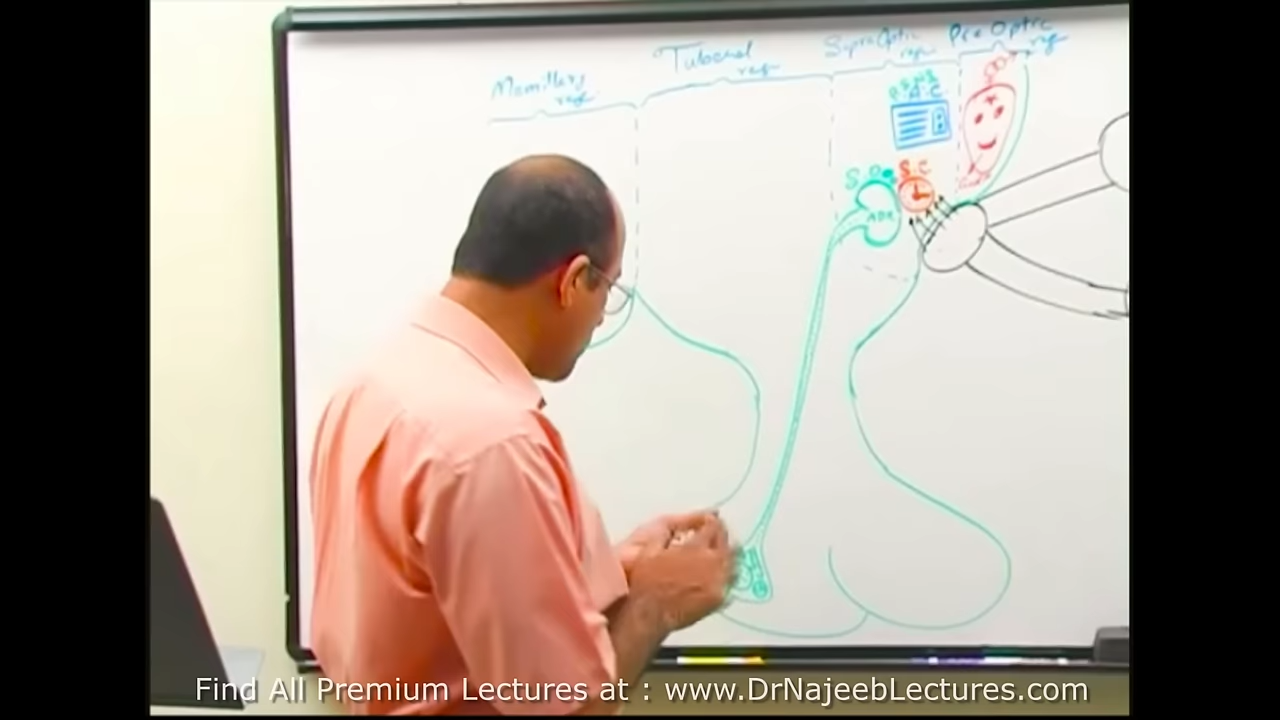 Mamillary
reg
Tuberal
reg
Supra Optic
reg
Pre Optic
reg
A.C
S.O
S.C
ADH
Find All Premium Lectures at : www.DrNajeebLectures.com